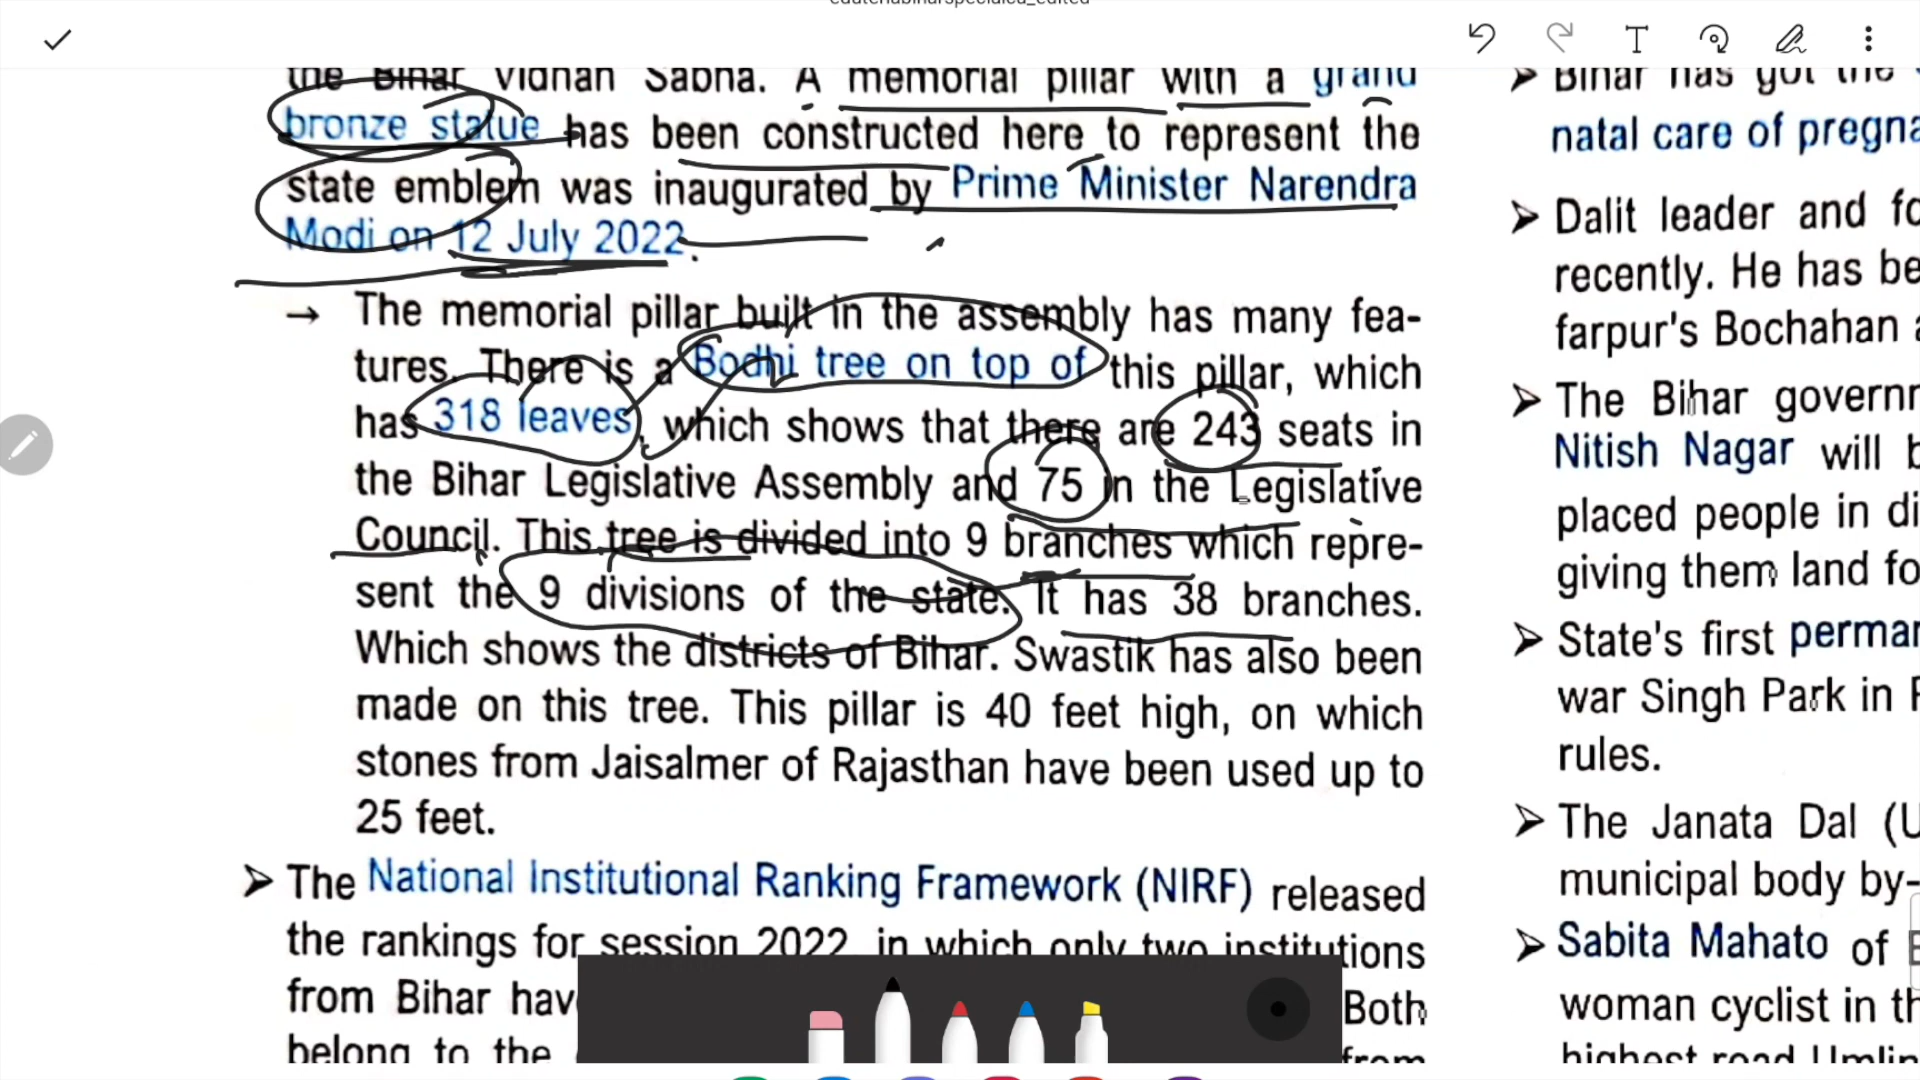 the Bihar Vidhan Sabha. A memorial pillar with a grand
bronze statue has been constructed here to represent the
state emblem was inaugurated by Prime Minister Narendra
Modi on 12 July 2022.
→ The memorial pillar built in the assembly has many fea-
tures. There is a Bodhi tree on top of this pillar, which
has 318 leaves, which shows that there are 243 seats in
the Bihar Legislative Assembly and 75 in the Legislative
Council. This tree is divided into 9 branches which repre-
sent the 9 divisions of the state. It has 38 branches.
Which shows the districts of Bihar. Swastik has also been
made on this tree. This pillar is 40 feet high, on which
stones from Jaisalmer of Rajasthan have been used up to
25 feet.
➢ The National Institutional Ranking Framework (NIRF) released
the rankings for session 2022, in which only two institutions
from Bihar hav
Both
belong to the
from
➢ Bihar has got the
natal care of pregna
➢ Dalit leader and fo
recently. He has be
farpur's Bochahan a
➢ The Bihar governr
Nitish Nagar will b
placed people in di
giving them land fo
➢ State's first perman
war Singh Park in P
rules.
➢ The Janata Dal (U
municipal body by-
➢ Sabita Mahato of B
woman cyclist in th
highest road Umlin